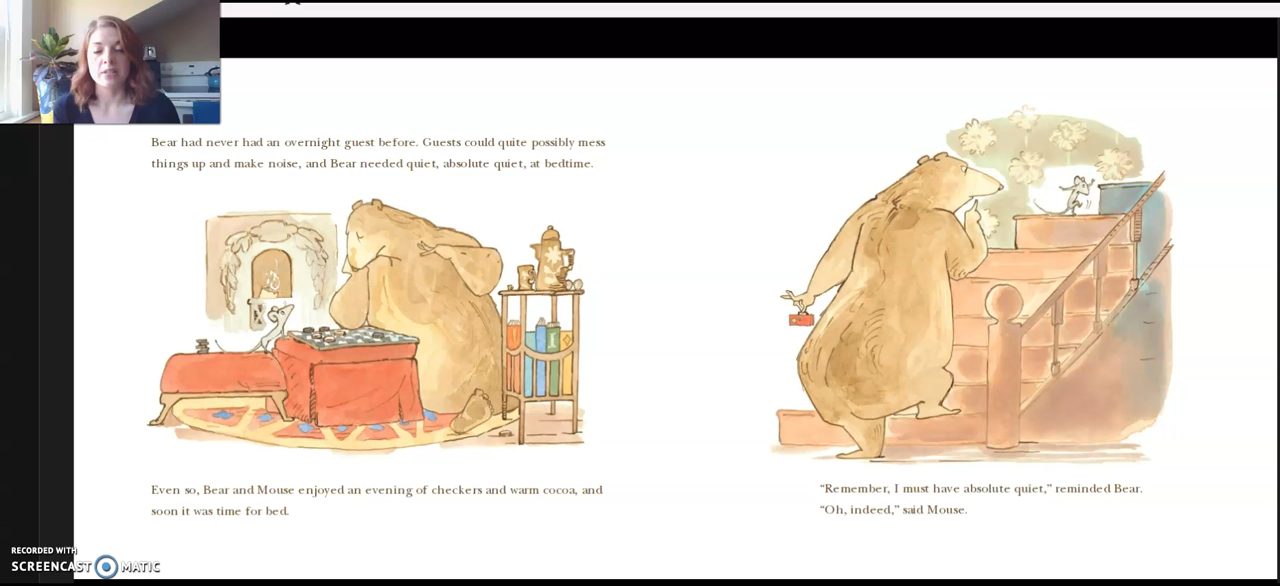 Bear had never had an overnight guest before. Guests could quite possibly mess
things up and make noise, and Bear needed quiet, absolute quiet, at bedtime.
Even so, Bear and Mouse enjoyed an evening of checkers and warm cocoa, and
soon it was time for bed.
“Remember, I must have absolute quiet,” reminded Bear.
“Oh, indeed,” said Mouse.
RECORDED WITH
SCREENCAST MATIC